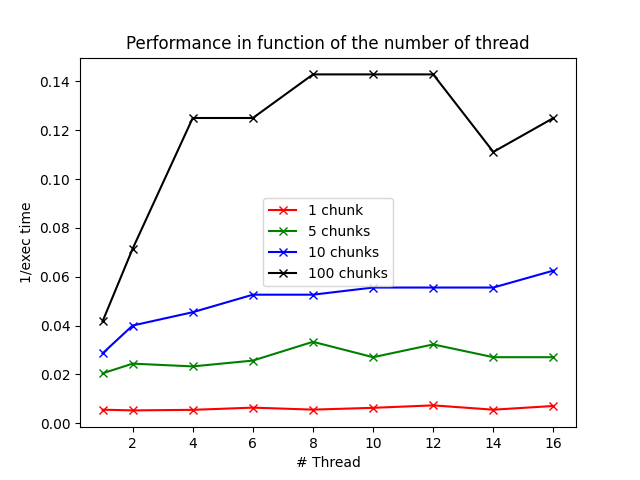 Performance in function of the number of thread
0.14
0.12
0.10
0.08
0.06
0.04
0.02
0.00
1/exec time
1 chunk
5 chunks
10 chunks
100 chunks
2 4 6 8 10 12 14 16
# Thread